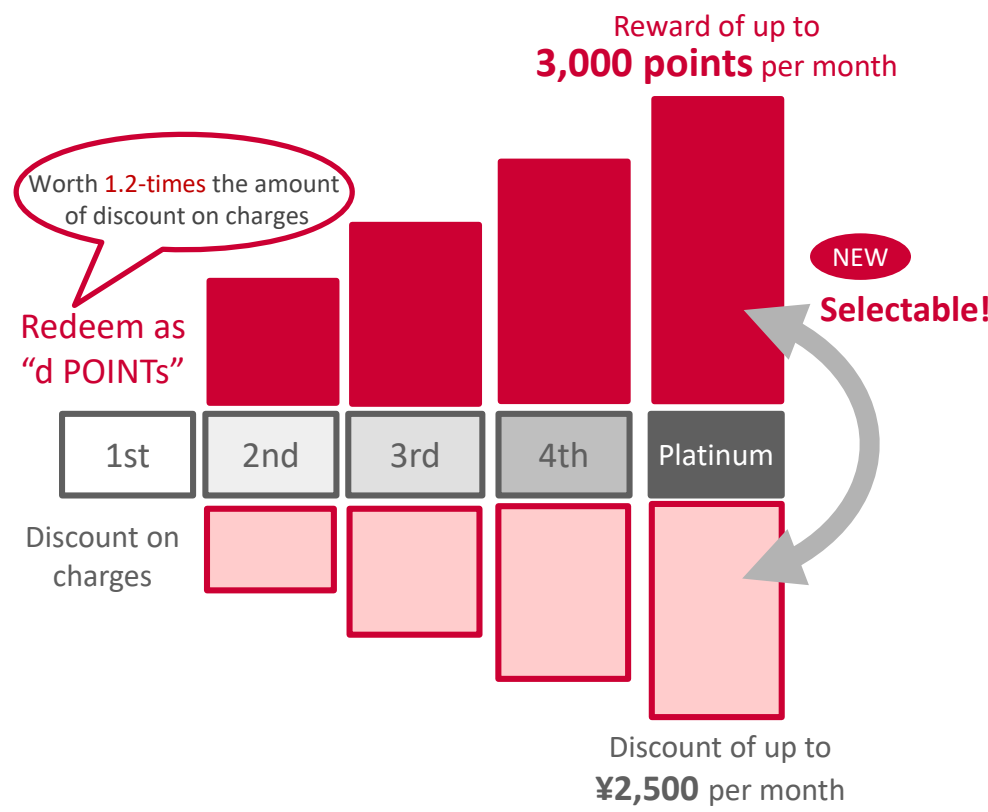 Reward of up to
3,000 points per month
Worth 1.2-times the amount
of discount on charges
NEW
Selectable!
Redeem as
“d POINTs”
1st
2nd
3rd
4th
Platinum
Discount on
charges
Discount of up to
¥2,500 per month